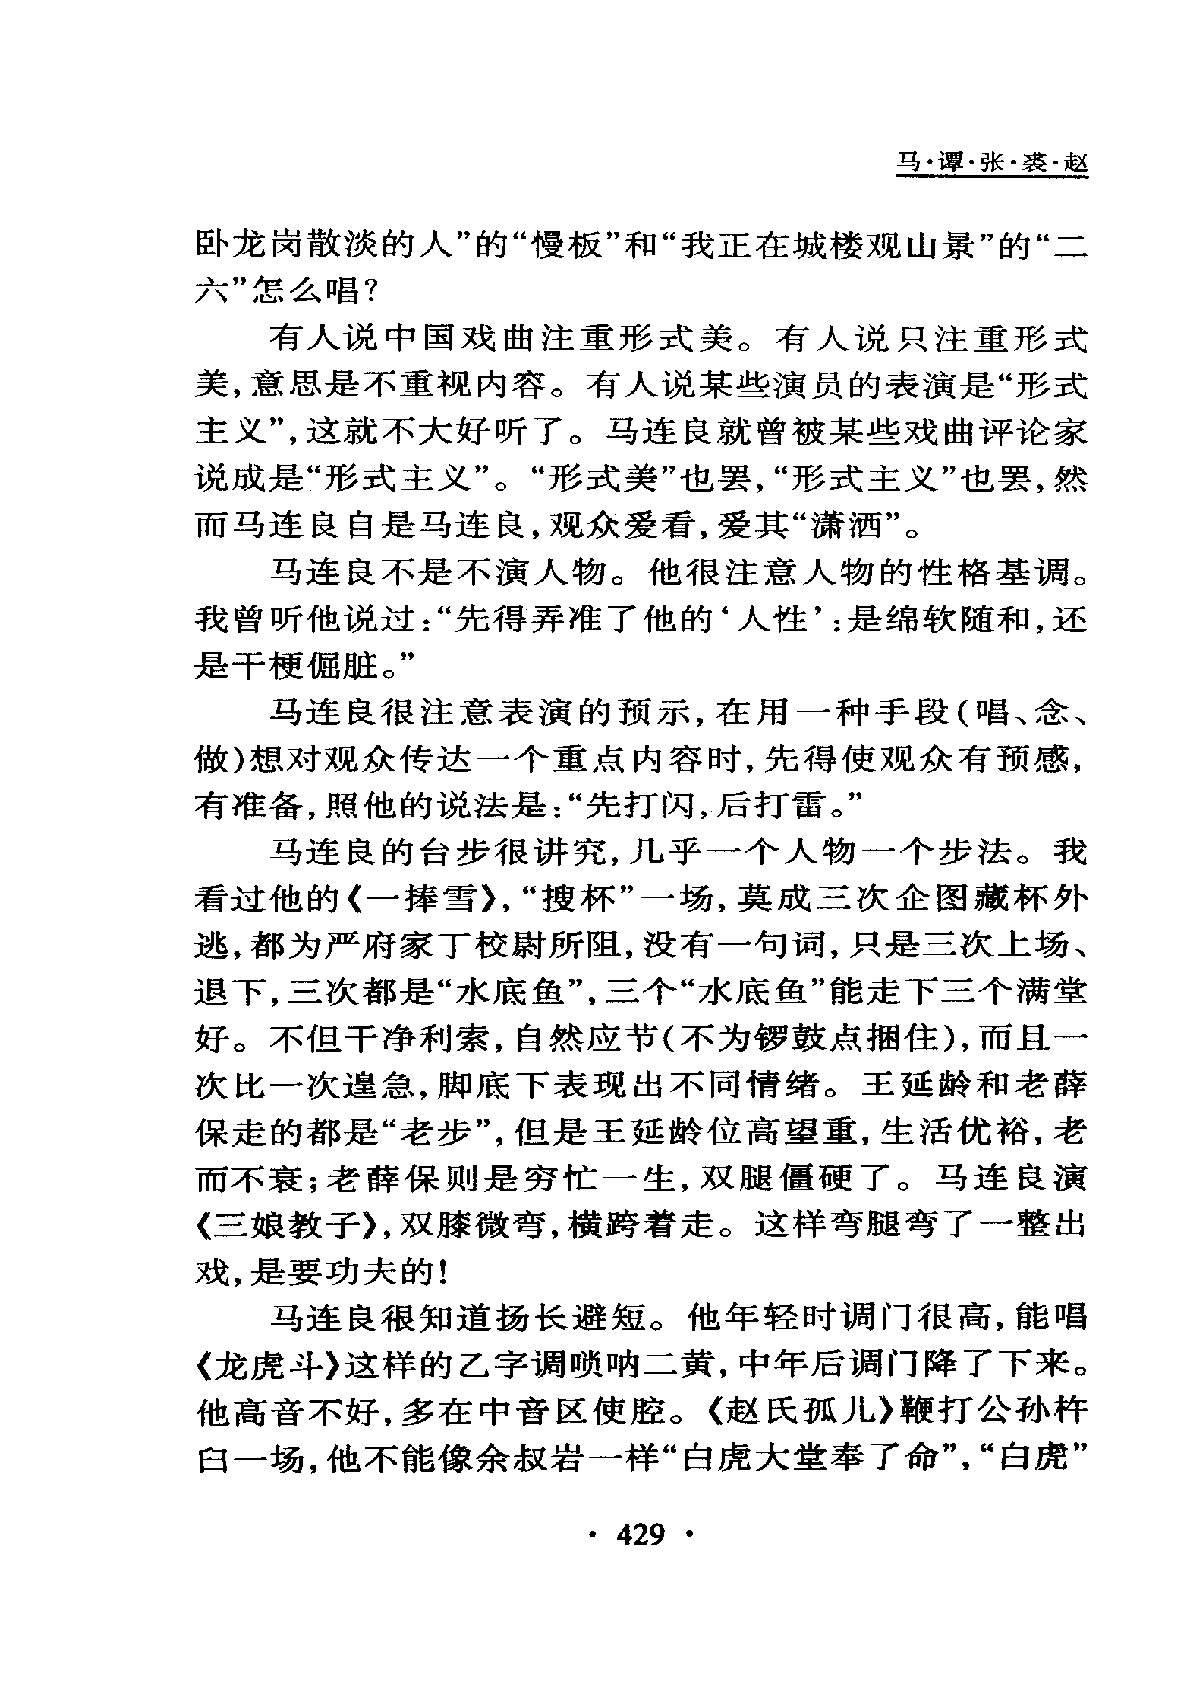 马·谭·张·裘·赵
卧龙岗散淡的人”的“慢板”和“我正在城楼观山景”的“二
六”怎么唱？
有人说中国戏曲注重形式美。有人说只注重形式
美，意思是不重视内容。有人说某些演员的表演是“形式
主义”，这就不大好听了。马连良就曾被某些戏曲评论家
说成是“形式主义”。“形式美”也罢，“形式主义”也罢，然
而马连良自是马连良，观众爱看，爱其“潇洒”。
马连良不是不演人物。他很注意人物的性格基调。
我曾听他说过：“先得弄准了他的‘人性’：是绵软随和，还
是干梗倔脏。”
马连良很注意表演的预示，在用一种手段（唱、念、
做）想对观众传达一个重点内容时，先得使观众有预感，
有准备，照他的说法是：“先打闪，后打雷。”
马连良的台步很讲究，几乎一个人物一个步法。我
看过他的《一捧雪》，“搜杯”一场，莫成三次企图藏杯外
逃，都为严府家丁校尉所阻，没有一句词，只是三次上场、
退下，三次都是“水底鱼”，三个“水底鱼”能走下三个满堂
好。不但干净利索，自然应节（不为锣鼓点捆住），而且一
次比一次遑急，脚底下表现出不同情绪。王延龄和老薛
保走的都是“老步”，但是王延龄位高望重，生活优裕，老
而不衰；老薛保则是穷忙一生，双腿僵硬了。马连良演
《三娘教子》，双膝微弯，横跨着走。这样弯腿弯了一整出
戏，是要功夫的！
马连良很知道扬长避短。他年轻时调门很高，能唱
《龙虎斗》这样的乙字调唢呐二黄，中年后调门降了下来。
他高音不好，多在中音区使腔。《赵氏孤儿》鞭打公孙杵
臼一场，他不能像余叔岩一样“白虎大堂奉了命”，“白虎”
· 429 ·